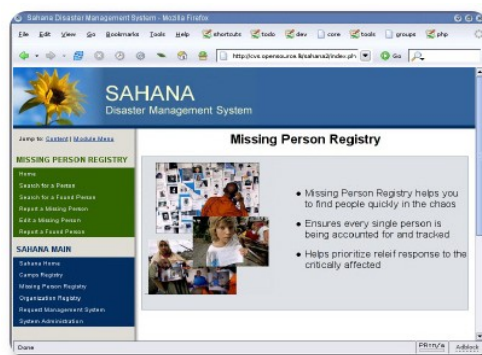 Sahana Disaster Management System - Mozilla Firefox
File Edit View Go Bookmarks Tools Help shortcuts todo dev core tools groups php
http://cvs.opensource.lk/sahana2/index.ph Go
SAHANA
Disaster Management System
Jump to: Content | Module Menu
MISSING PERSON REGISTRY
Home
Search for a Person
Search for a Found Person
Report a Missing Person
Edit a Missing Person
Report a Found Person
SAHANA MAIN
Sahana Home
Camps Registry
Missing Person Registry
Organization Registry
Request Management System
System Administration
Missing Person Registry
• Missing Person Registry helps you
to find people quickly in the chaos
• Ensures every single person is
being accounted for and tracked
• Helps prioritize releif response to the
critically affected
Done
PR:n/a Adblock